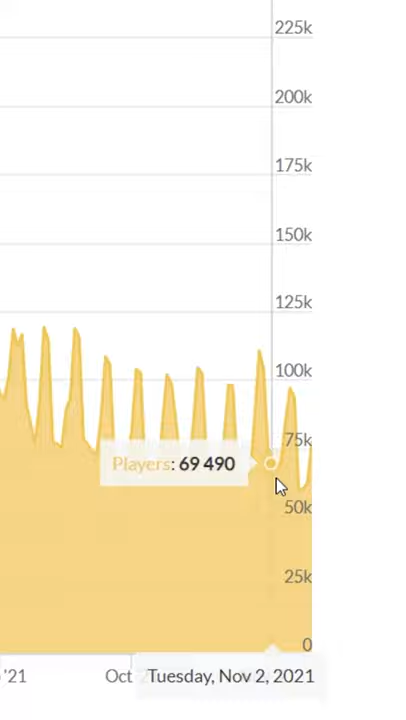 225k
200k
175k
150k
125k
100k
75k
Players: 69 490
50k
25k
0
'21
Oct
Tuesday, Nov 2, 2021